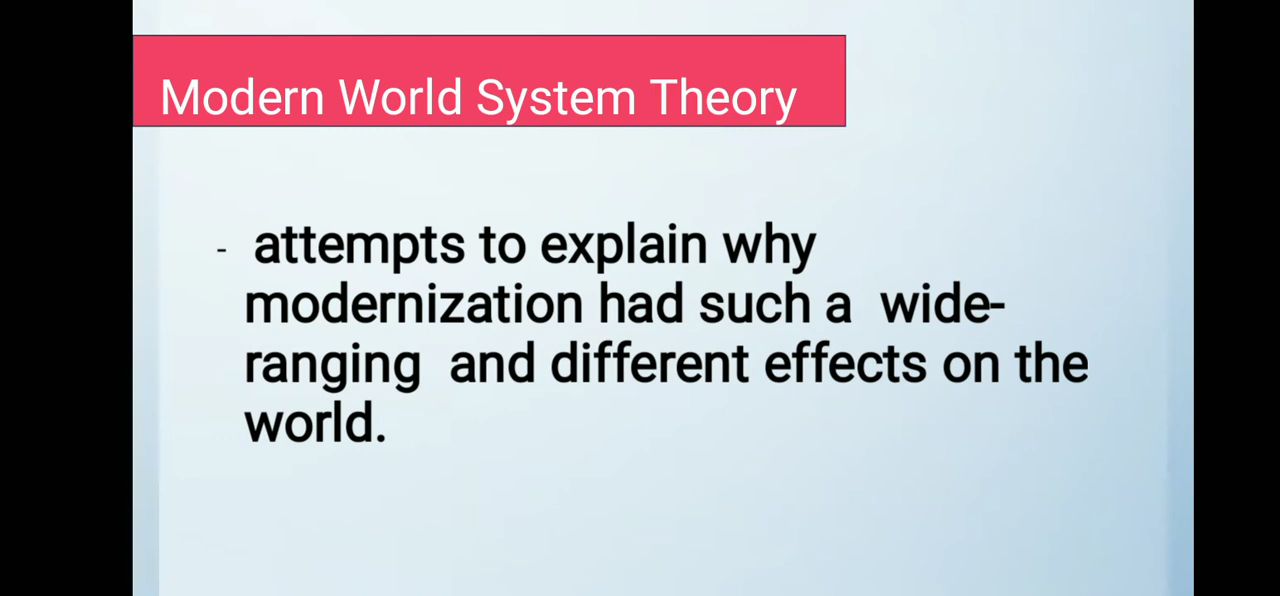 Modern World System Theory
- attempts to explain why
modernization had such a wide-
ranging and different effects on the
world.